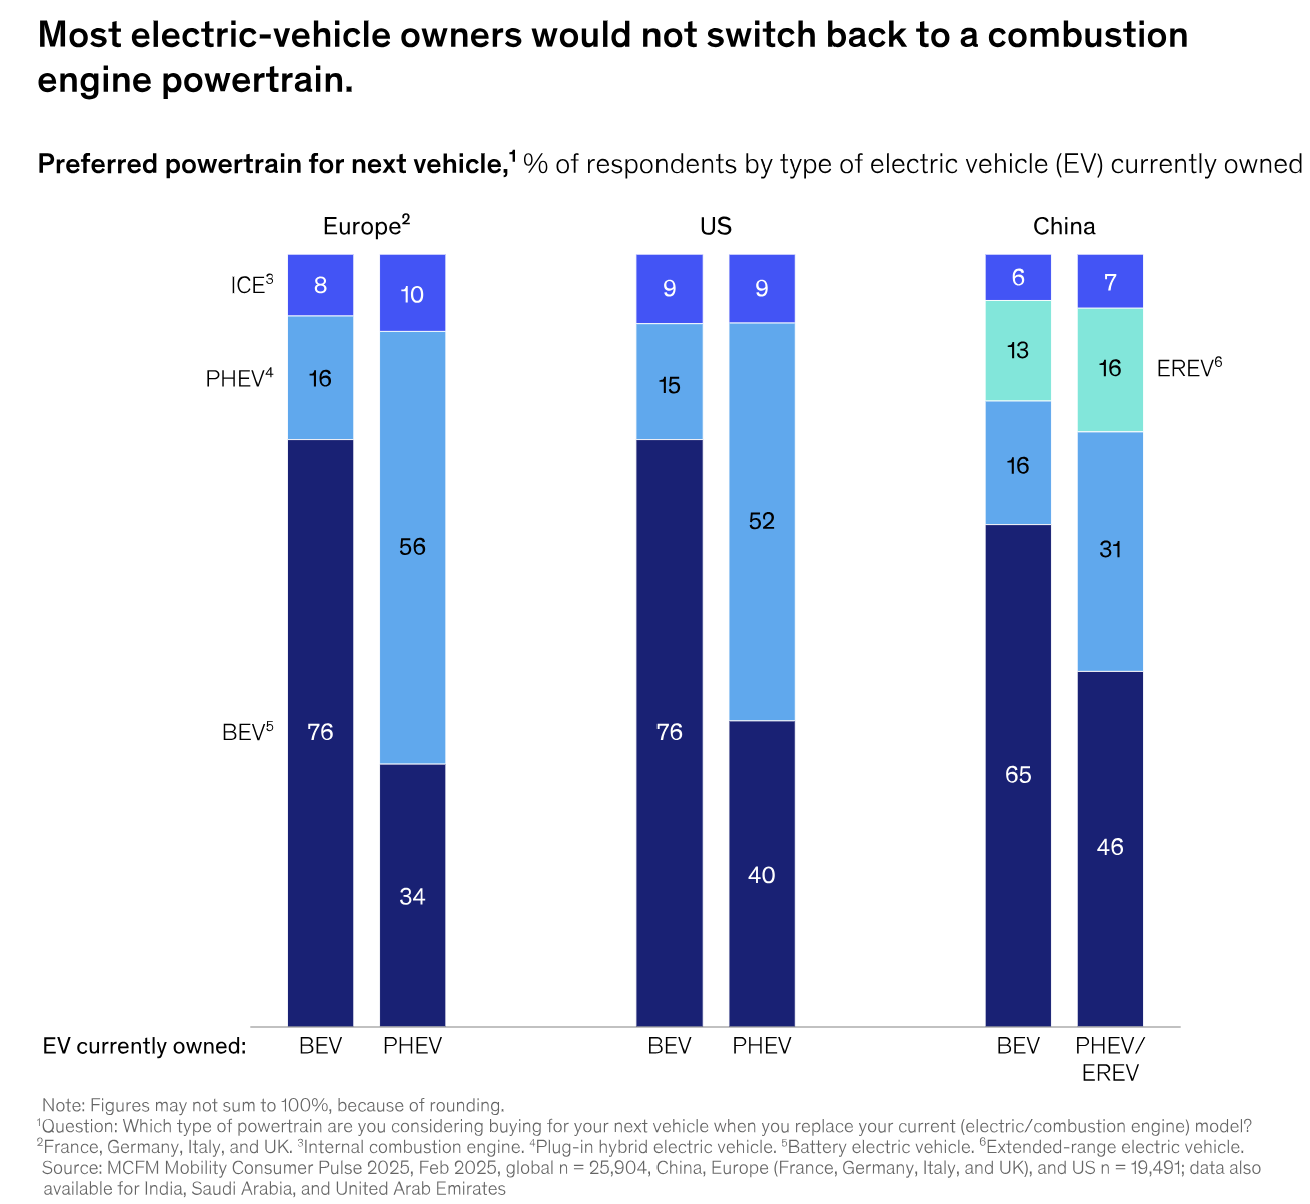 Most electric-vehicle owners would not switch back to a combustion
engine powertrain.
Preferred powertrain for next vehicle,¹ % of respondents by type of electric vehicle (EV) currently owned
Europe² US China
ICE³ 8 10 9 9 6 7
PHEV⁴ 16 56 15 52 13 16 EREV⁶
16 31
BEV⁵ 76 34 76 40 65 46
EV currently owned: BEV PHEV BEV PHEV BEV PHEV/
EREV
Note: Figures may not sum to 100%, because of rounding.
¹Question: Which type of powertrain are you considering buying for your next vehicle when you replace your current (electric/combustion engine) model?
²France, Germany, Italy, and UK. ³Internal combustion engine. ⁴Plug-in hybrid electric vehicle. ⁵Battery electric vehicle. ⁶Extended-range electric vehicle.
Source: MCFM Mobility Consumer Pulse 2025, Feb 2025, global n = 25,904, China, Europe (France, Germany, Italy, and UK), and US n = 19,491; data also
available for India, Saudi Arabia, and United Arab Emirates